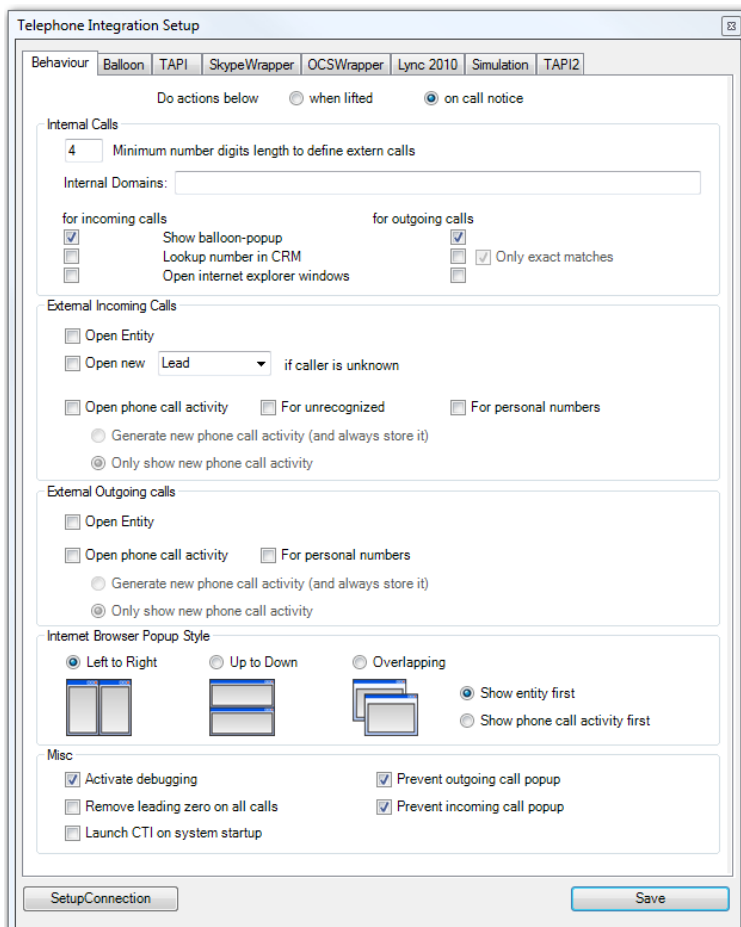 Telephone Integration Setup
Behaviour Balloon TAPI SkypeWrapper OCSWrapper Lync 2010 Simulation TAPI2
Do actions below when lifted on call notice
Internal Calls
4 Minimum number digits length to define extern calls
Internal Domains:
for incoming calls for outgoing calls
Show balloon-popup
Lookup number in CRM Only exact matches
Open internet explorer windows
External Incoming Calls
Open Entity
Open new Lead if caller is unknown
Open phone call activity For unrecognized For personal numbers
Generate new phone call activity (and always store it)
Only show new phone call activity
External Outgoing calls
Open Entity
Open phone call activity For personal numbers
Generate new phone call activity (and always store it)
Only show new phone call activity
Internet Browser Popup Style
Left to Right Up to Down Overlapping
Show entity first
Show phone call activity first
Misc
Activate debugging Prevent outgoing call popup
Remove leading zero on all calls Prevent incoming call popup
Launch CTI on system startup
SetupConnection Save